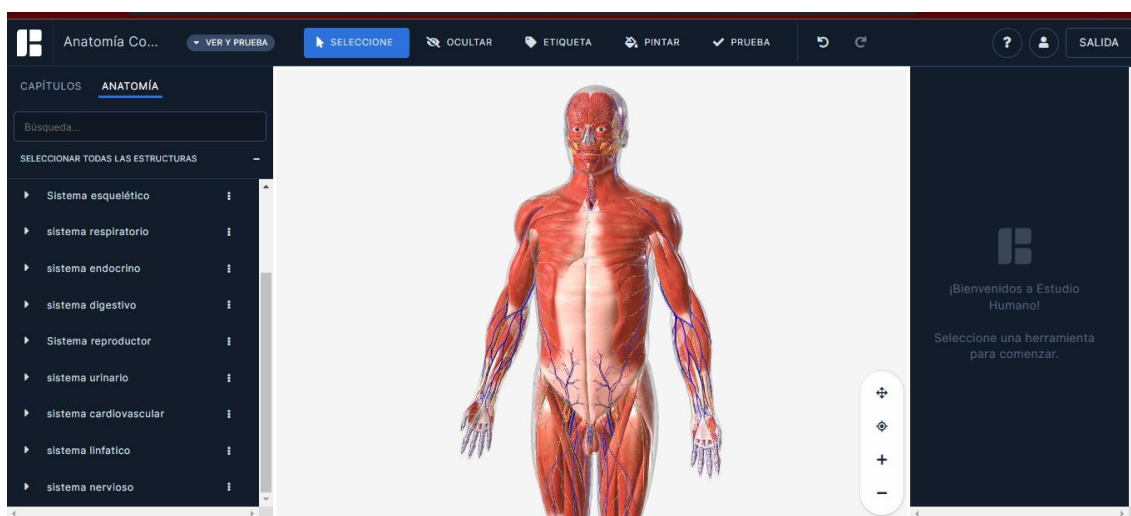 Anatomía Co...
VER Y PRUEBA
SELECCIONE
OCULTAR
ETIQUETA
PINTAR
PRUEBA
?
SALIDA
CAPÍTULOS
ANATOMÍA
Búsqueda...
SELECCIONAR TODAS LAS ESTRUCTURAS
Sistema esquelético
sistema respiratorio
sistema endocrino
sistema digestivo
Sistema reproductor
sistema urinario
sistema cardiovascular
sistema linfatico
sistema nervioso
¡Bienvenidos a Estudio
Humano!
Seleccione una herramienta
para comenzar.